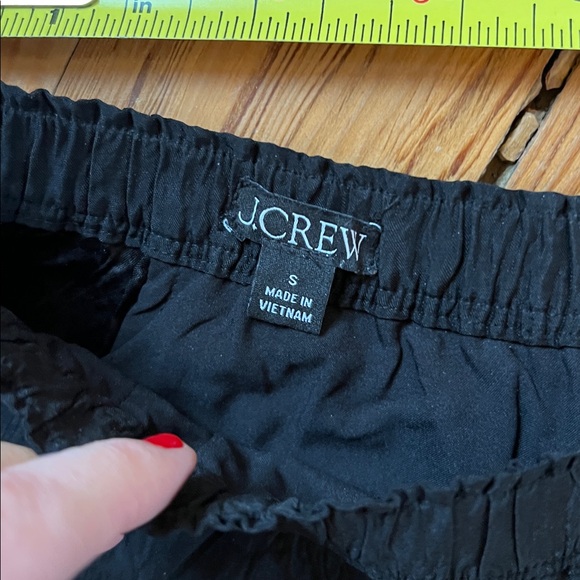 1 in
J.CREW
S
MADE IN
VIETNAM